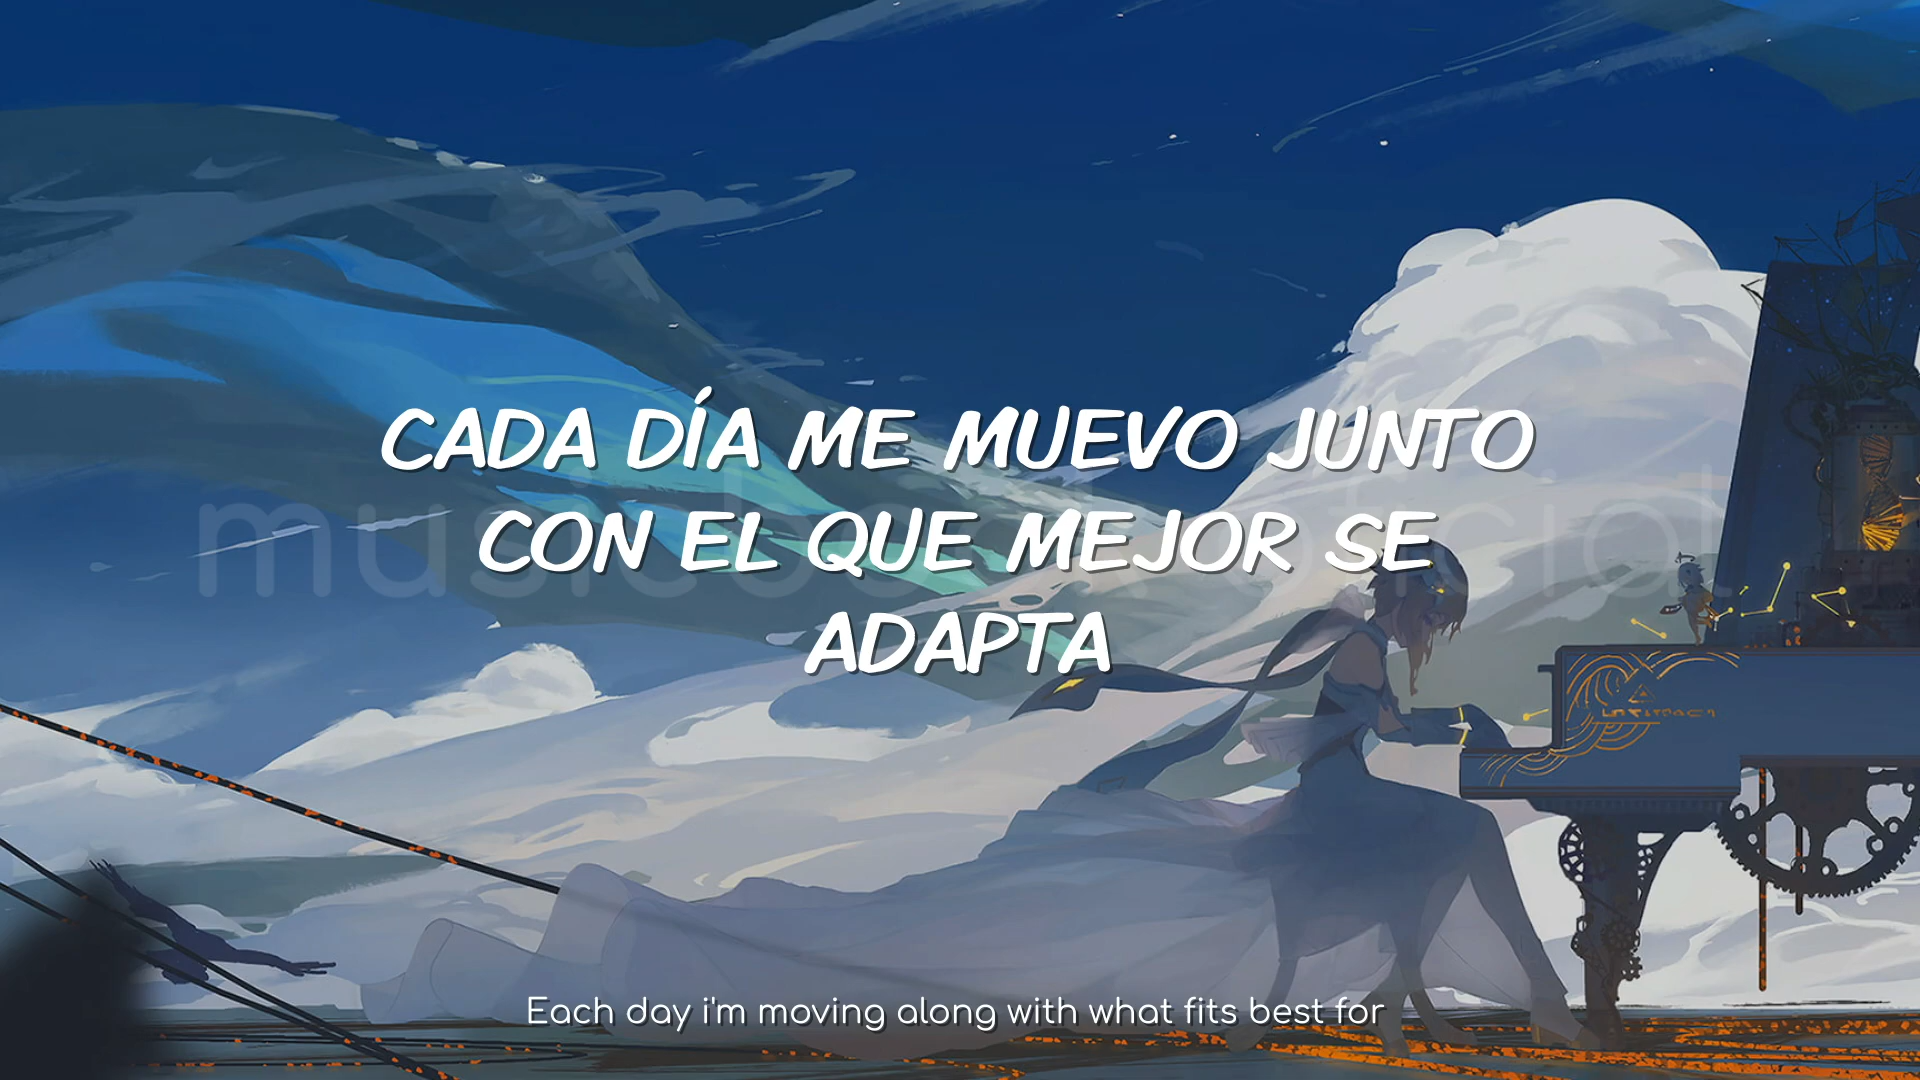 CADA DÍA ME MUEVO JUNTO
CON EL QUE MEJOR SE
ADAPTA
Each day i'm moving along with what fits best for